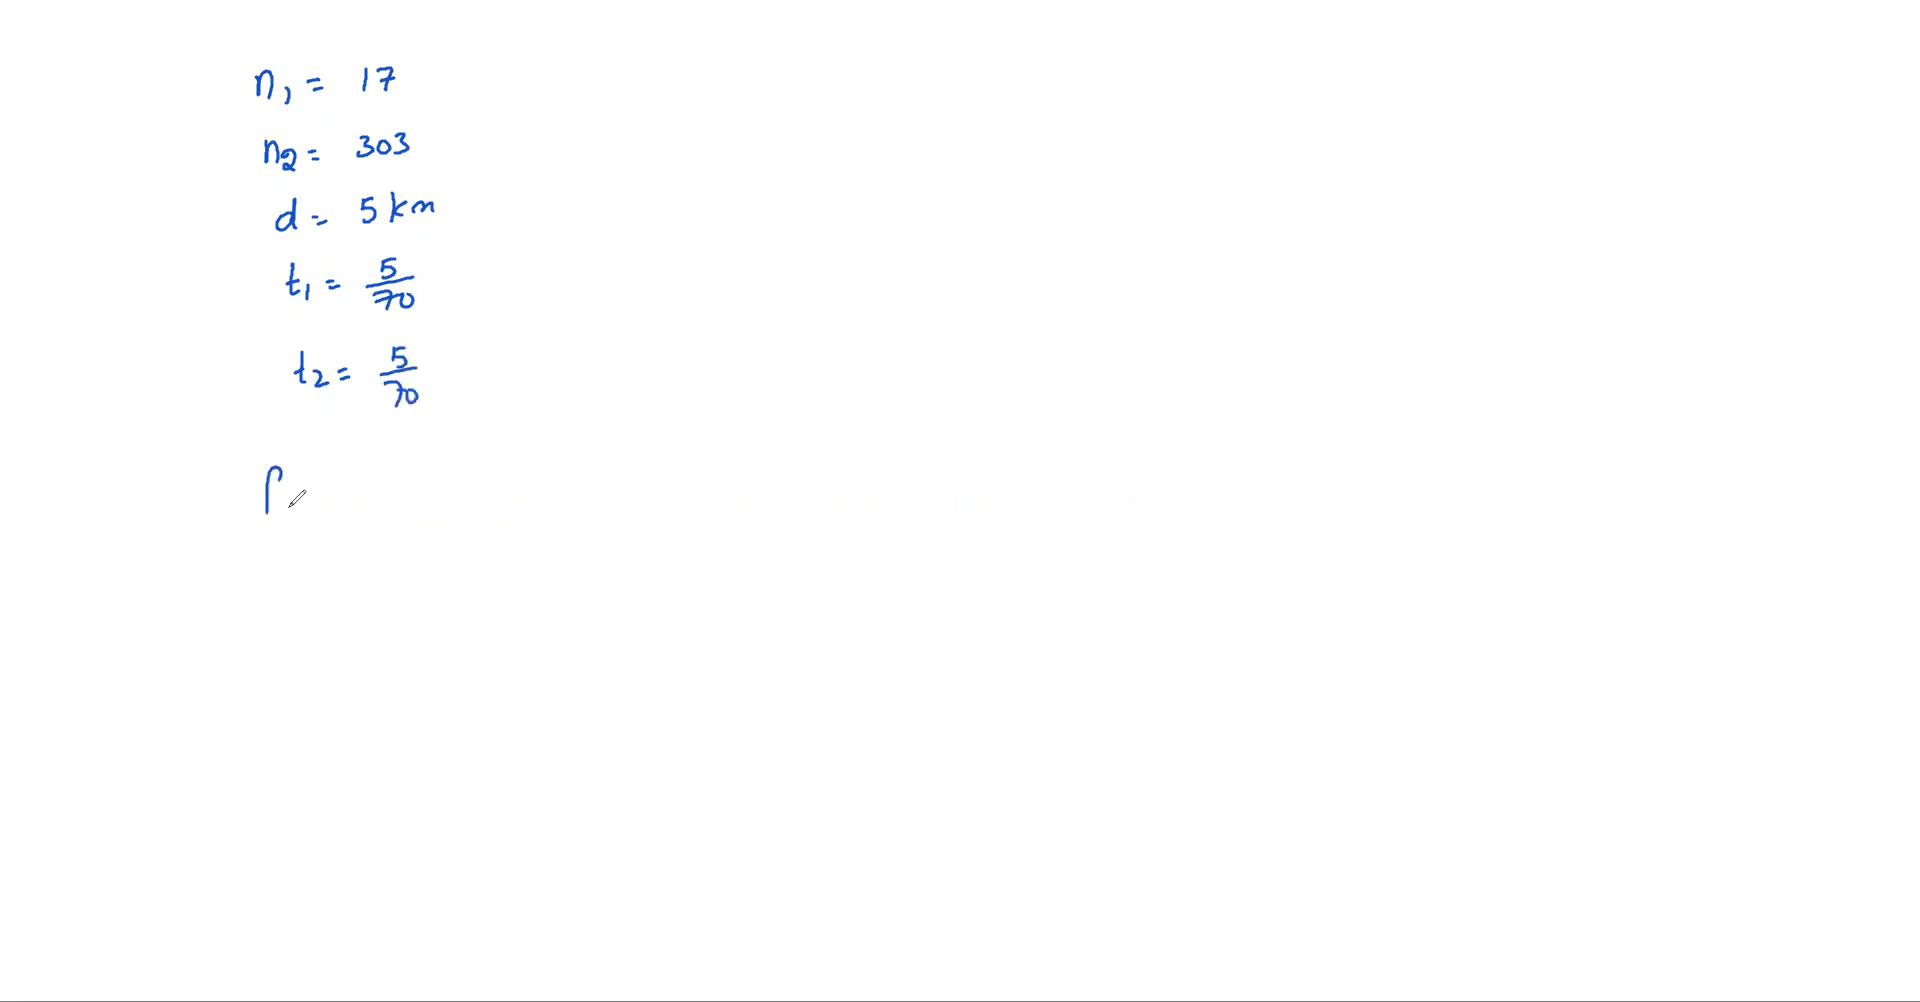 n₁ = 17
n₂ = 303
d = 5 km
t₁ = 5/70
t₂ = 5/70